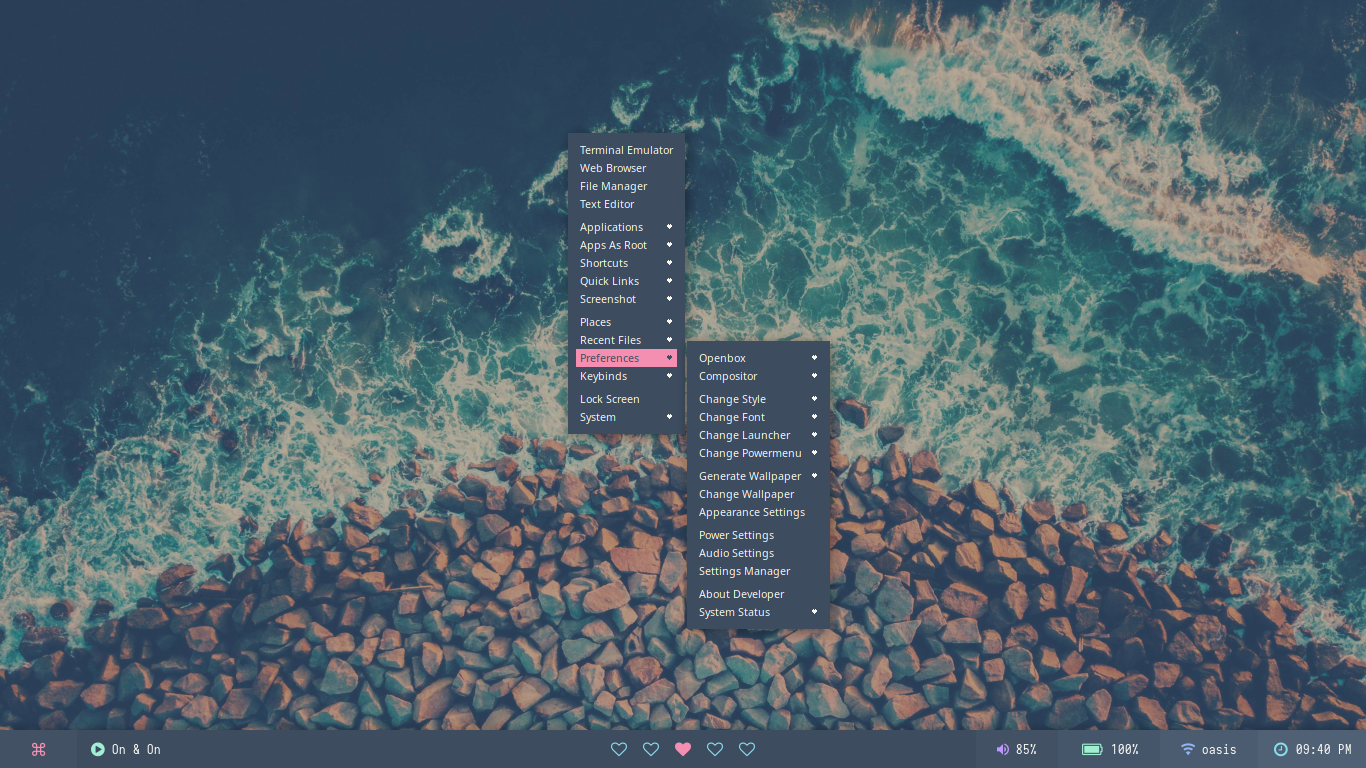 Terminal Emulator
Web Browser
File Manager
Text Editor
Applications
Apps As Root
Shortcuts
Quick Links
Screenshot
Places
Recent Files
Preferences
Keybinds
Lock Screen
System
Openbox
Compositor
Change Style
Change Font
Change Launcher
Change Powermenu
Generate Wallpaper
Change Wallpaper
Appearance Settings
Power Settings
Audio Settings
Settings Manager
About Developer
System Status
On & On
85%
100%
oasis
09:40 PM